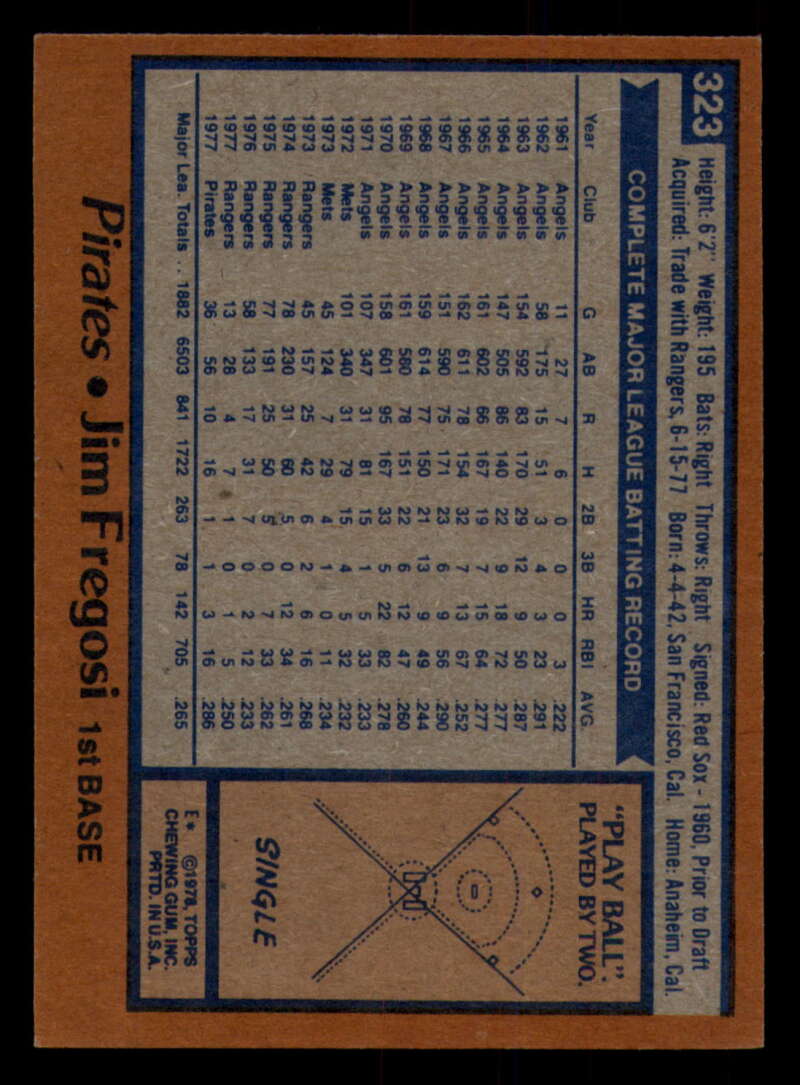 323
Height: 6'2" Weight: 195 Bats: Right Throws: Right Signed: Red Sox - 1960, Prior to Draft
Acquired: Trade with Rangers, 6-15-77 Born: 4-4-42, San Francisco, Cal. Home: Anaheim, Cal.
COMPLETE MAJOR LEAGUE BATTING RECORD
Year Club G AB R H 2B 3B HR RBI AVG.
1961 Angels 11 27 7 6 0 0 0 3 .222
1962 Angels 58 175 15 51 3 4 3 23 .291
1963 Angels 154 592 83 170 29 12 9 50 .287
1964 Angels 147 505 86 140 22 9 18 72 .277
1965 Angels 161 602 66 167 19 7 15 64 .277
1966 Angels 162 611 78 154 32 7 13 67 .252
1967 Angels 151 590 75 171 23 6 9 56 .290
1968 Angels 159 614 77 150 21 13 9 49 .244
1969 Angels 161 580 78 151 22 6 12 47 .260
1970 Angels 158 601 95 167 33 5 22 82 .278
1971 Angels 107 347 31 81 15 1 5 33 .233
1972 Mets 101 340 31 79 15 4 5 32 .232
1973 Mets 45 124 7 29 4 1 0 11 .234
1973 Rangers 45 157 25 42 6 2 6 16 .268
1974 Rangers 78 230 31 60 5 0 12 34 .261
1975 Rangers 77 191 25 50 5 0 7 33 .262
1976 Rangers 58 133 17 31 7 0 2 12 .233
1977 Rangers 13 28 4 7 1 0 1 5 .250
1977 Pirates 36 56 10 16 1 1 3 16 .286
Major Lea. Totals .. 1882 6503 841 1722 263 78 142 705 .265
"PLAY BALL":
PLAYED BY TWO.
SINGLE
E* ©1978, TOPPS
CHEWING GUM, INC.
PRTD. IN U.S.A.
Pirates • Jim Fregosi 1st BASE